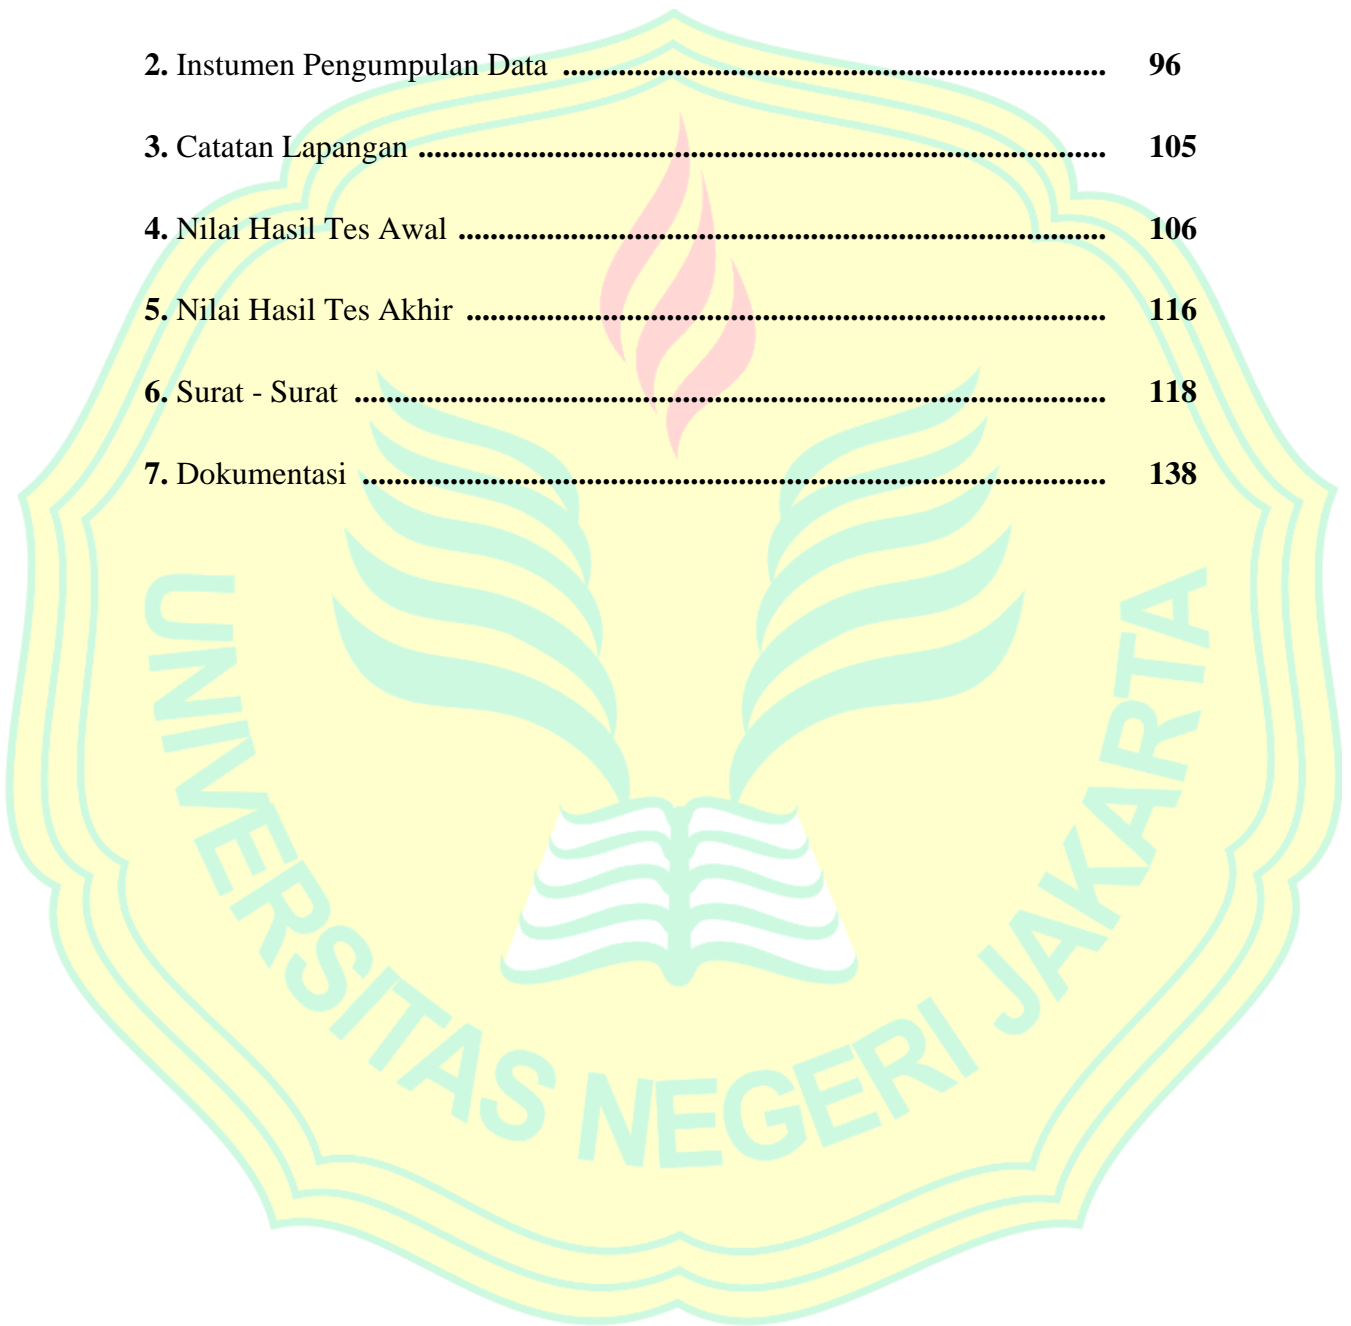 2. Instumen Pengumpulan Data ..................................................................... 96
3. Catatan Lapangan ....................................................................................... 105
4. Nilai Hasil Tes Awal .................................................................................. 106
5. Nilai Hasil Tes Akhir ................................................................................. 116
6. Surat - Surat ............................................................................................... 118
7. Dokumentasi .............................................................................................. 138
UNIVERSITAS NEGERI JAKARTA